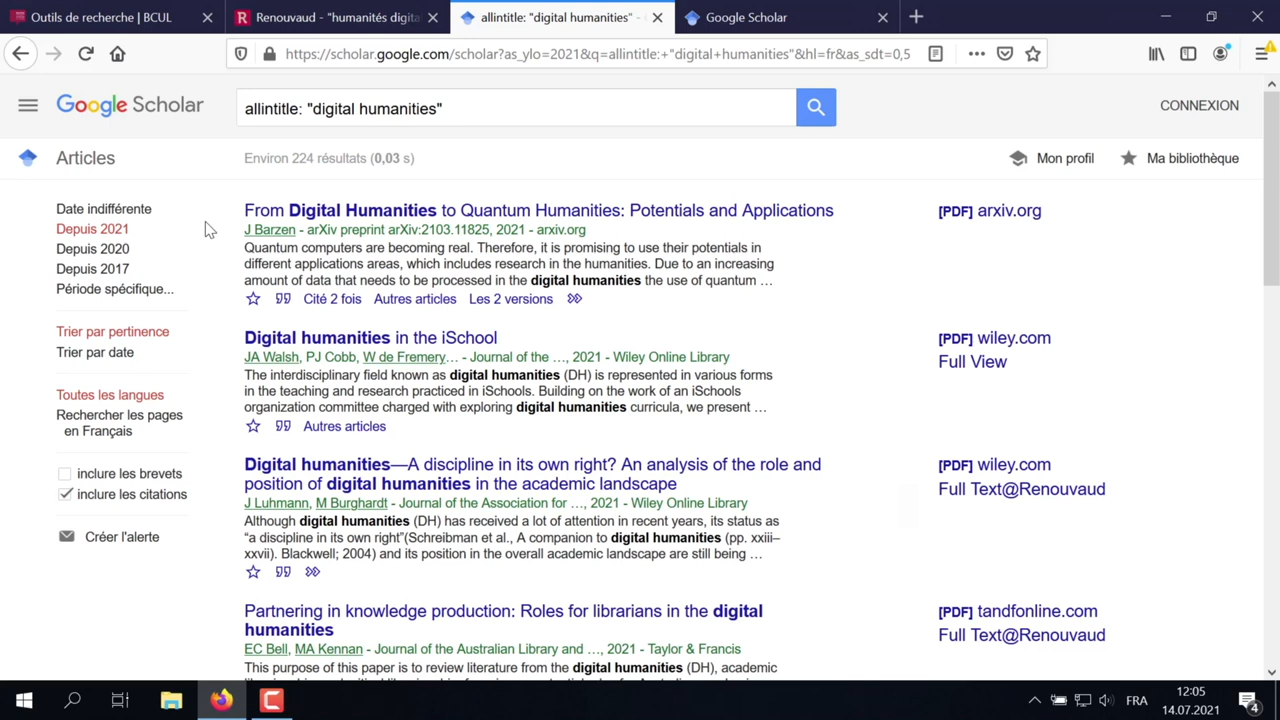 Outils de recherche | BCUL
Renouvaud - "humanités digita
allintitle: "digital humanities" -
Google Scholar
https://scholar.google.com/scholar?as_ylo=2021&q=allintitle:+"digital+humanities"&hl=fr&as_sdt=0,5
Google Scholar
allintitle: "digital humanities"
CONNEXION
Articles
Environ 224 résultats (0,03 s)
Mon profil
Ma bibliothèque
Date indifférente
Depuis 2021
Depuis 2020
Depuis 2017
Période spécifique...
Trier par pertinence
Trier par date
Toutes les langues
Rechercher les pages
en Français
inclure les brevets
inclure les citations
Créer l'alerte
From Digital Humanities to Quantum Humanities: Potentials and Applications
J Barzen - arXiv preprint arXiv:2103.11825, 2021 - arxiv.org
Quantum computers are becoming real. Therefore, it is promising to use their potentials in
different applications areas, which includes research in the humanities. Due to an increasing
amount of data that needs to be processed in the digital humanities the use of quantum …
Cité 2 fois Autres articles Les 2 versions
[PDF] arxiv.org
Digital humanities in the iSchool
JA Walsh, PJ Cobb, W de Fremery… - Journal of the …, 2021 - Wiley Online Library
The interdisciplinary field known as digital humanities (DH) is represented in various forms
in the teaching and research practiced in iSchools. Building on the work of an iSchools
organization committee charged with exploring digital humanities curricula, we present …
Autres articles
[PDF] wiley.com
Full View
Digital humanities—A discipline in its own right? An analysis of the role and
position of digital humanities in the academic landscape
J Luhmann, M Burghardt - Journal of the Association for …, 2021 - Wiley Online Library
Although digital humanities (DH) has received a lot of attention in recent years, its status as
“a discipline in its own right”(Schreibman et al., A companion to digital humanities (pp. xxiii–
xxvii). Blackwell; 2004) and its position in the overall academic landscape are still being …
[PDF] wiley.com
Full Text@Renouvaud
Partnering in knowledge production: Roles for librarians in the digital
humanities
EC Bell, MA Kennan - Journal of the Australian Library and …, 2021 - Taylor & Francis
This purpose of this paper is to review literature from the digital humanities (DH), academic
[PDF] tandfonline.com
Full Text@Renouvaud
FRA
12:05
14.07.2021
4